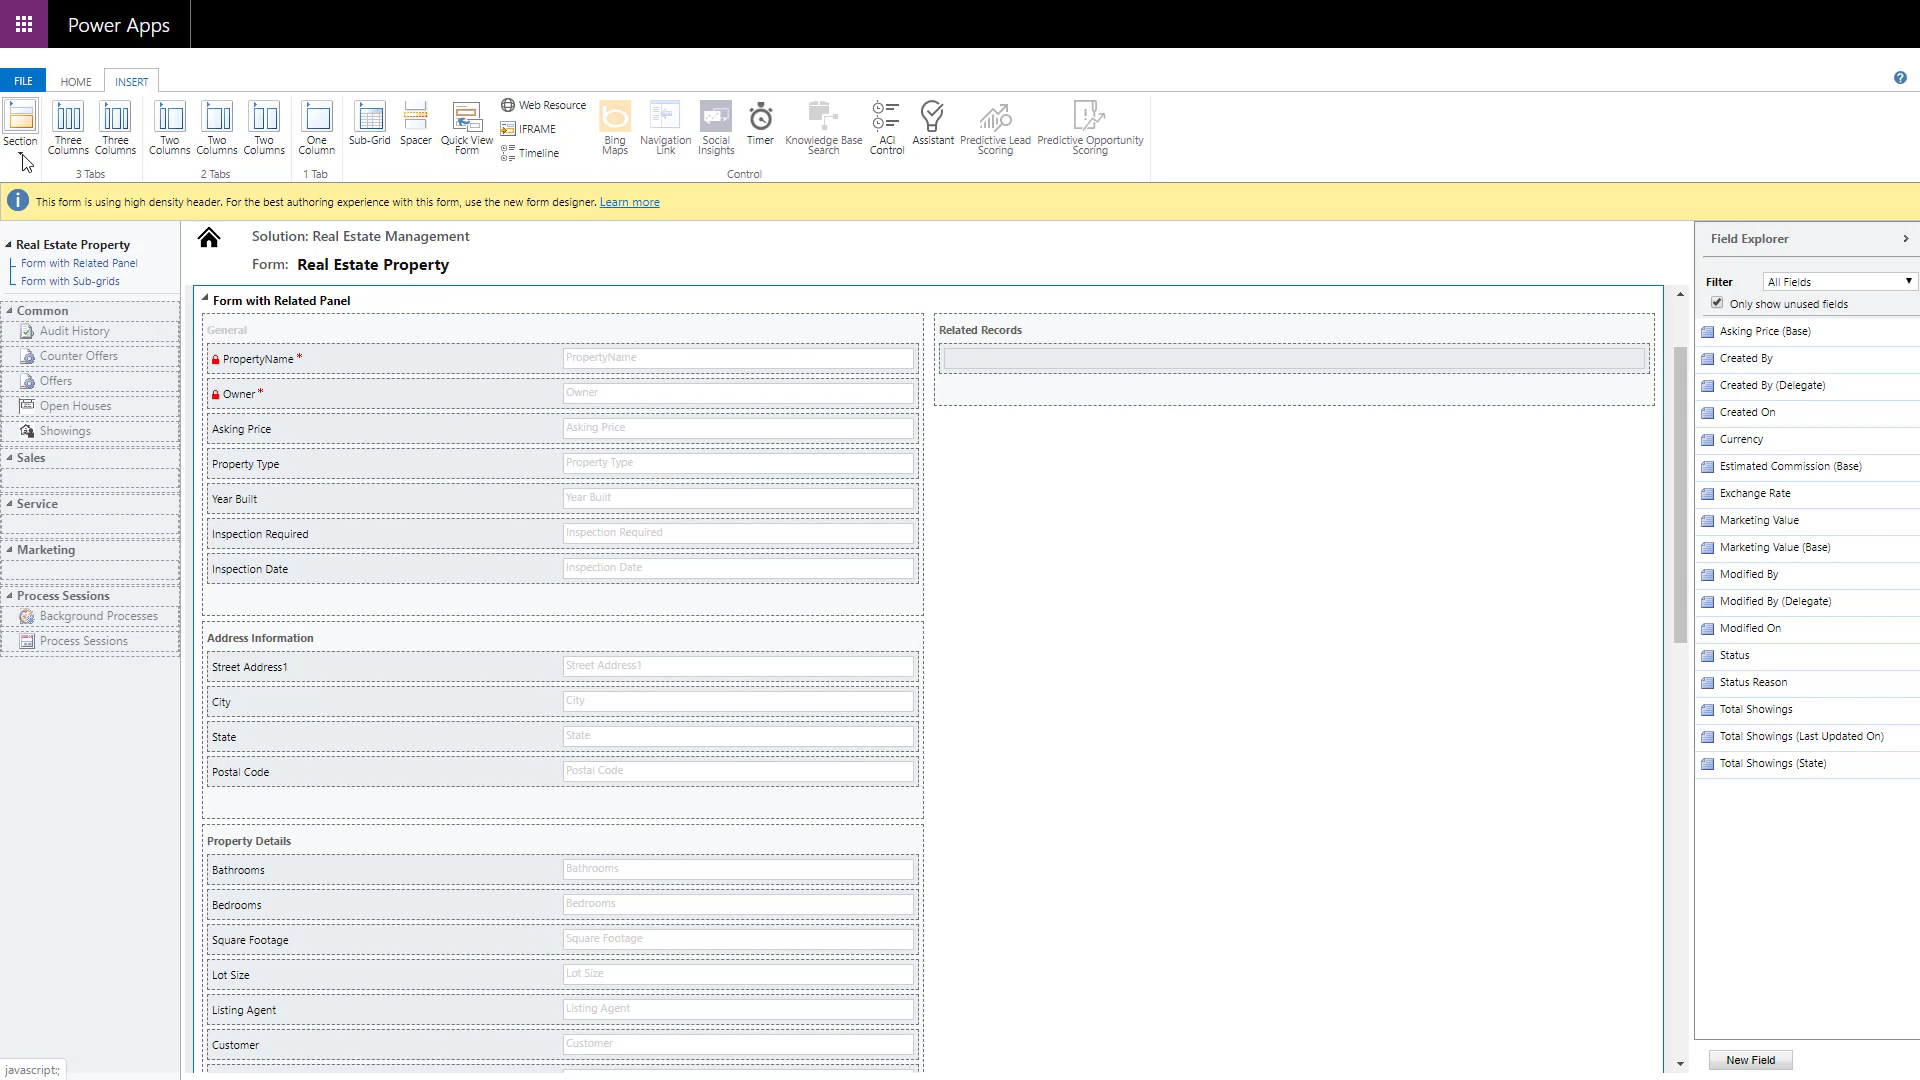 Power Apps
FILE
HOME
INSERT
Section
Three Columns
Three Columns
Two Columns
Two Columns
Two Columns
One Column
Sub-Grid
Spacer
Quick View Form
Web Resource
IFRAME
Timeline
Bing Maps
Navigation Link
Social Insights
Timer
Knowledge Base Search
ACI Control
Assistant
Predictive Lead Scoring
Predictive Opportunity Scoring
3 Tabs
2 Tabs
1 Tab
Control
This form is using high density header. For the best authoring experience with this form, use the new form designer. Learn more
Real Estate Property
Form with Related Panel
Form with Sub-grids
Common
Audit History
Counter Offers
Offers
Open Houses
Showings
Sales
Service
Marketing
Process Sessions
Background Processes
Process Sessions
javascript:;
Solution: Real Estate Management
Form: Real Estate Property
Form with Related Panel
General
PropertyName * PropertyName
Owner * Owner
Asking Price Asking Price
Property Type Property Type
Year Built Year Built
Inspection Required Inspection Required
Inspection Date Inspection Date
Address Information
Street Address1 Street Address1
City City
State State
Postal Code Postal Code
Property Details
Bathrooms Bathrooms
Bedrooms Bedrooms
Square Footage Square Footage
Lot Size Lot Size
Listing Agent Listing Agent
Customer Customer
Related Records
Field Explorer
Filter All Fields
Only show unused fields
Asking Price (Base)
Created By
Created By (Delegate)
Created On
Currency
Estimated Commission (Base)
Exchange Rate
Marketing Value
Marketing Value (Base)
Modified By
Modified By (Delegate)
Modified On
Status
Status Reason
Total Showings
Total Showings (Last Updated On)
Total Showings (State)
New Field